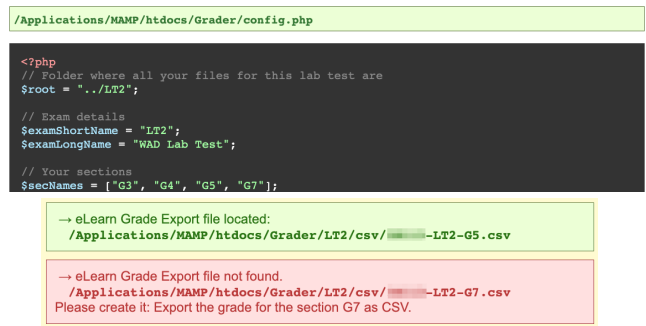 /Applications/MAMP/htdocs/Grader/config.php
<?php
// Folder where all your files for this lab test are
$root = "../LT2";
// Exam details
$examShortName = "LT2";
$examLongName = "WAD Lab Test";
// Your sections
$secNames = ["G3", "G4", "G5", "G7"];
→ eLearn Grade Export file located:
/Applications/MAMP/htdocs/Grader/LT2/csv/ -LT2-G5.csv
→ eLearn Grade Export file not found.
/Applications/MAMP/htdocs/Grader/LT2/csv/ -LT2-G7.csv
Please create it: Export the grade for the section G7 as CSV.